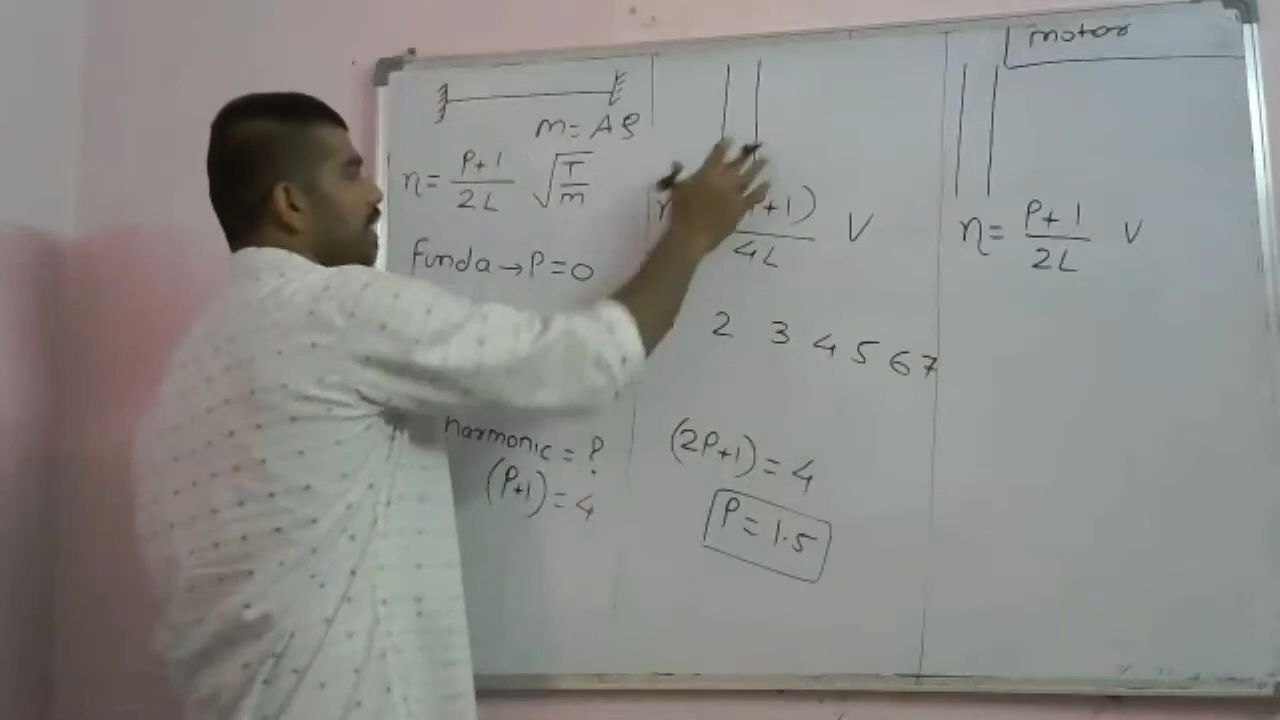 m = Aρ
n = P+1 / 2L √T/m
Funda → P = 0
harmonic = ?
(P+1) = 4
+1) / 4L V
2 3 4 5 6 7
(2P+1) = 4
P = 1.5
motor
n = P+1 / 2L V